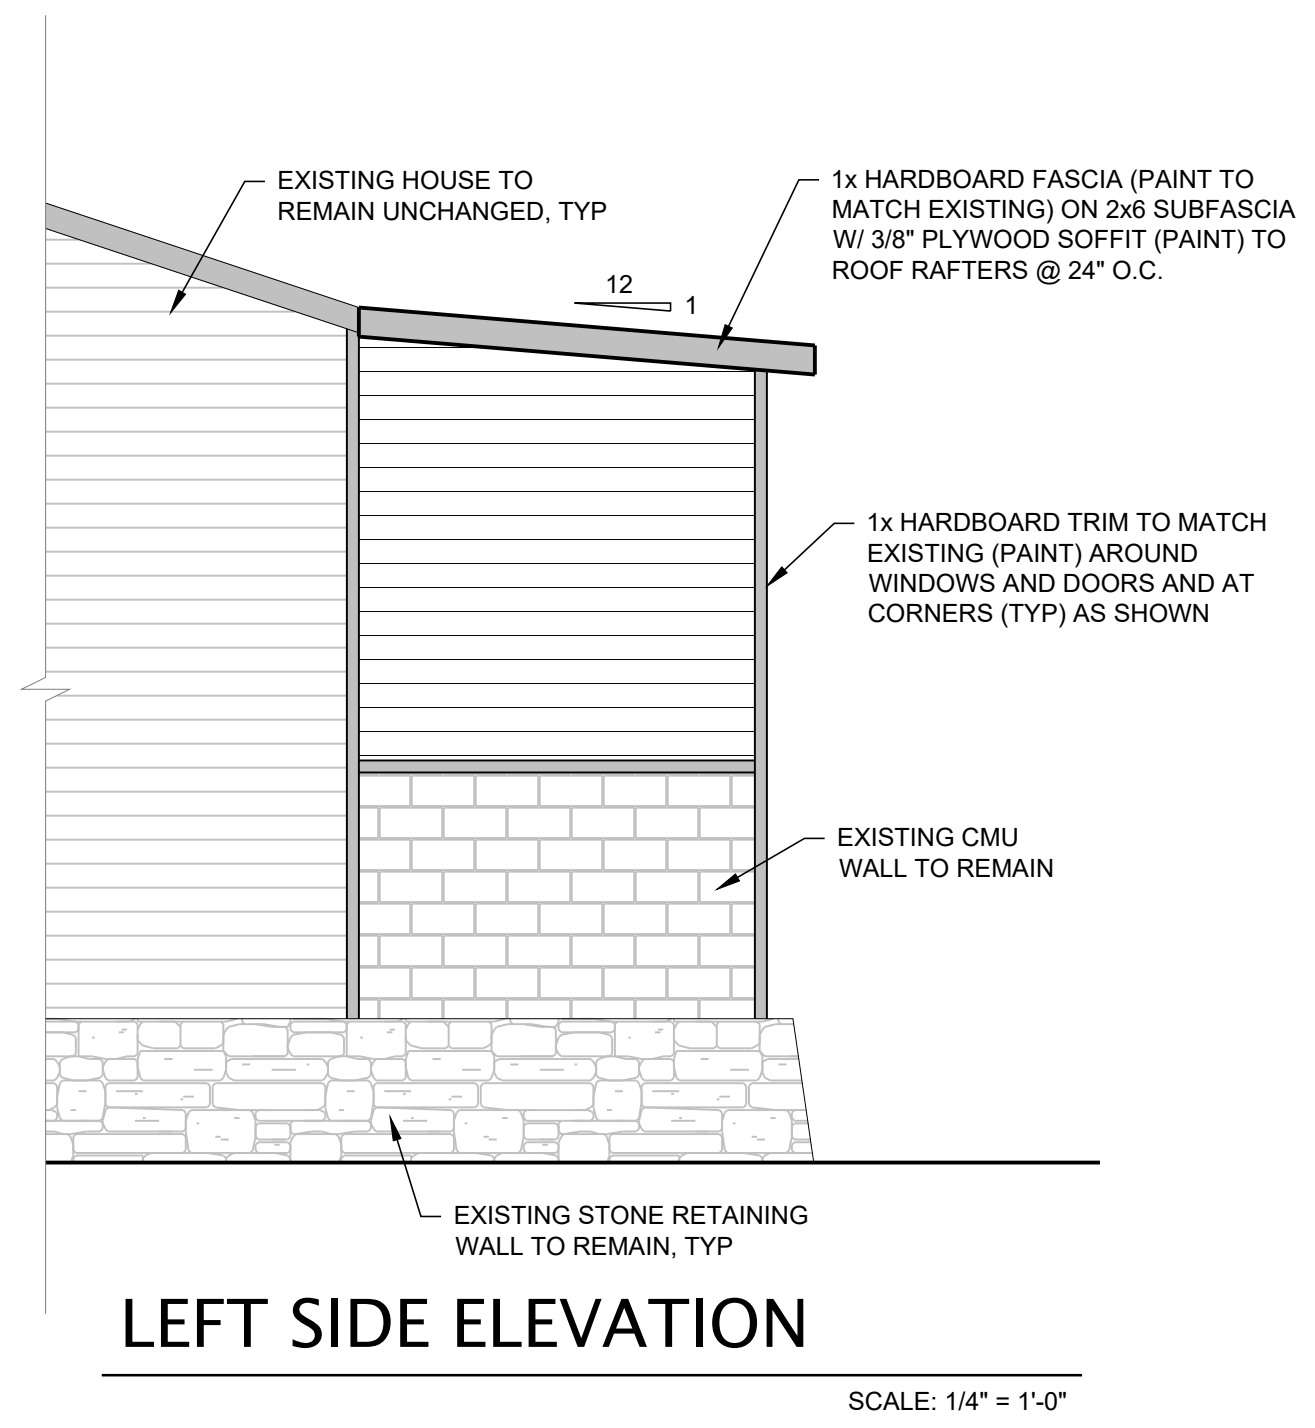 EXISTING HOUSE TO
REMAIN UNCHANGED, TYP
1x HARDBOARD FASCIA (PAINT TO
MATCH EXISTING) ON 2x6 SUBFASCIA
W/ 3/8" PLYWOOD SOFFIT (PAINT) TO
ROOF RAFTERS @ 24" O.C.
12
1
1x HARDBOARD TRIM TO MATCH
EXISTING (PAINT) AROUND
WINDOWS AND DOORS AND AT
CORNERS (TYP) AS SHOWN
EXISTING CMU
WALL TO REMAIN
EXISTING STONE RETAINING
WALL TO REMAIN, TYP
LEFT SIDE ELEVATION
SCALE: 1/4" = 1'-0"